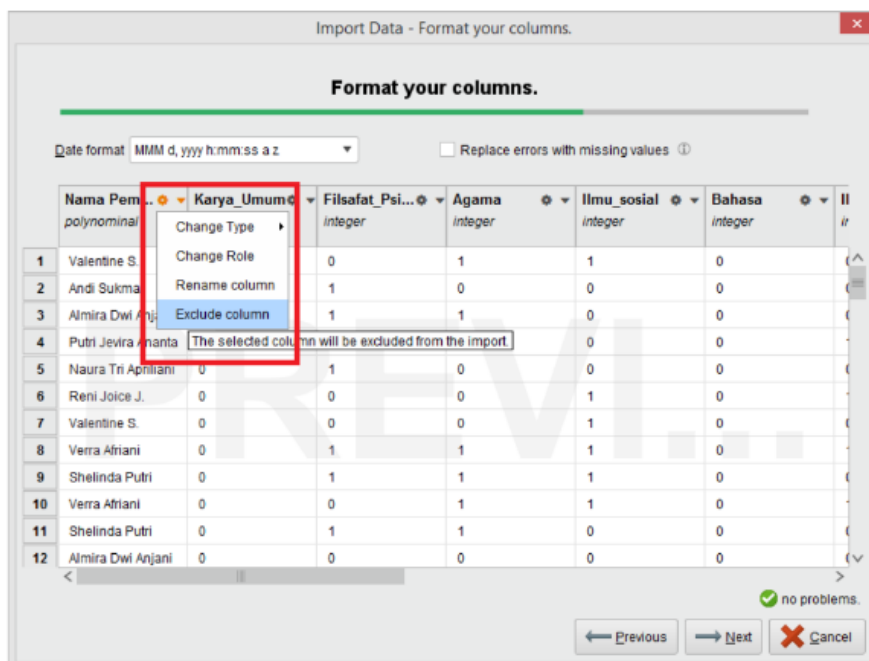 Import Data - Format your columns.
Format your columns.
Date format MMM d, yyyy h:mm:ss a z Replace errors with missing values
Nama Pem... Karya_Umum Filsafat_Psi... Agama Ilmu_sosial Bahasa
polynominal integer integer integer integer
Change Type
Change Role
Rename column
Exclude column
The selected column will be excluded from the import.
1 Valentine S. 0 1 1 0
2 Andi Sukma 1 0 0 0
3 Almira Dwi Anja 1 1 0 0
4 Putri Jevira Ananta 0 0
5 Naura Tri Apriliani 0 1 0 0 0
6 Reni Joice J. 0 0 0 1 0
7 Valentine S. 0 0 0 1 0
8 Verra Afriani 0 1 1 1 0
9 Shelinda Putri 0 1 1 1 0
10 Verra Afriani 0 0 1 1 0
11 Shelinda Putri 0 1 1 0 0
12 Almira Dwi Anjani 0 0 0 0 0
PREVI...
no problems.
Previous Next Cancel